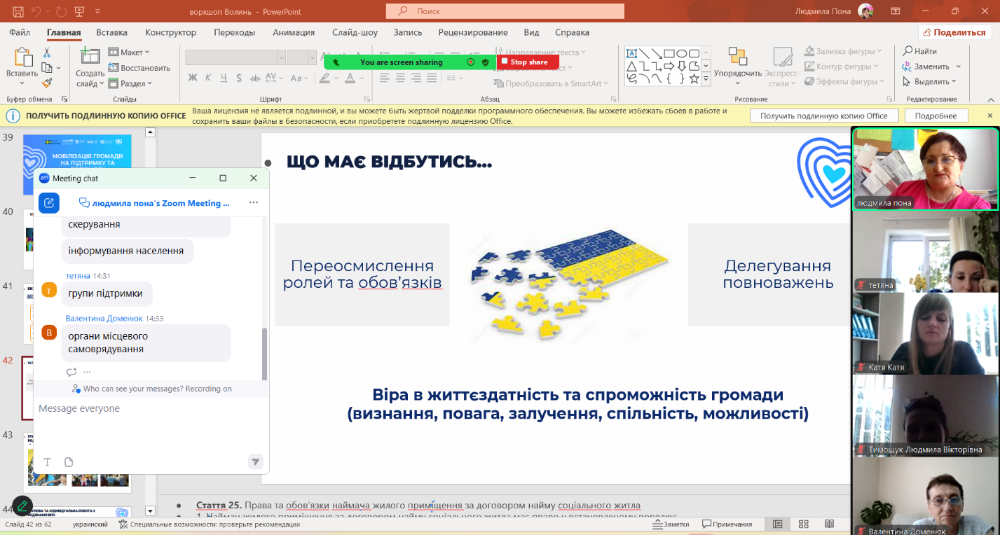 воркшоп Волинь - PowerPoint
Поиск
Людмила Пона
Файл
Главная
Вставка
Конструктор
Переходы
Анимация
Слайд-шоу
Запись
Рецензирование
Вид
Справка
Поделиться
Вставить
Создать слайд
Макет
Восстановить
Раздел
Ж К Ч S ab AV Aa
You are screen sharing
Stop share
Направление текста
текст
Преобразовать в SmartArt
Упорядочить
Экспресс-стили
Заливка фигуры
Контур фигуры
Эффекты фигуры
Найти
Заменить
Выделить
Буфер обмена
Слайды
Шрифт
Абзац
Рисование
Редактирование
ПОЛУЧИТЬ ПОДЛИННУЮ КОПИЮ OFFICE
Ваша лицензия не является подлинной, и вы можете быть жертвой подделки программного обеспечения. Вы можете избежать сбоев в работе и
сохранить ваши файлы в безопасности, если приобретете подлинную лицензию Office.
Получить подлинную копию Office
Подробнее
39
МОБІЛІЗАЦІЯ ГРОМАДИ
НА ПІДТРИМКУ ТА
40
41
42
43
44
Meeting chat
людмила пона's Zoom Meeting ...
скерування
інформування населення
тетяна 14:31
Т
групи підтримки
Валентина Доменюк 14:33
В
органи місцевого
самоврядування
Who can see your messages? Recording on
Message everyone
ЩО МАЄ ВІДБУТИСЬ...
Переосмислення
ролей та обов’язків
Делегування
повноважень
Віра в життєздатність та спроможність громади
(визнання, повага, залучення, спільність, можливості)
людмила пона
тетяна
Катя Катя
Тимощук Людмила Вікторівна
Валентина Доменюк
Стаття 25. Права та обов’язки наймача жилого приміщення за договором найму соціального житла
1. Наймач жилого приміщення за договором найму соціального житла має право у встановленому порядку:
Слайд 42 из 62
украинский
Специальные возможности: проверьте рекомендации
Заметки
Примечания